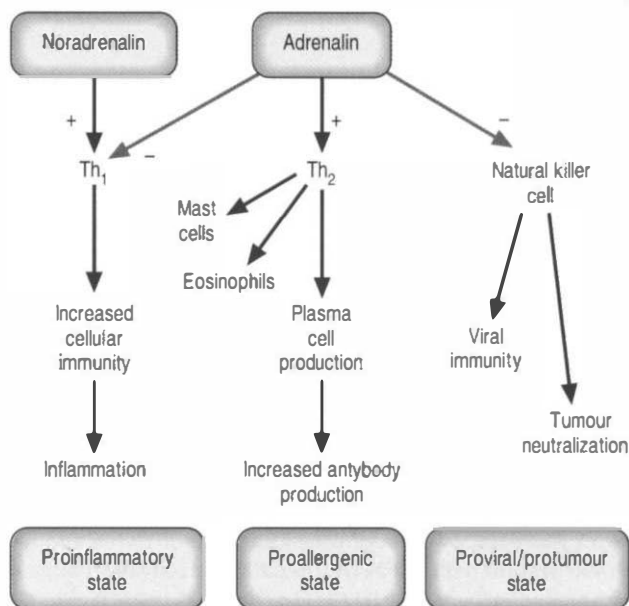 Noradrenalin
Adrenalin
+
–
+
–
Th1
Th2
Natural killer
cell
Mast
cells
Eosinophils
Increased
cellular
immunity
Plasma
cell
production
Viral
immunity
Tumour
neutralization
Inflammation
Increased antybody
production
Proinflammatory
state
Proallergenic
state
Proviral/protumour
state